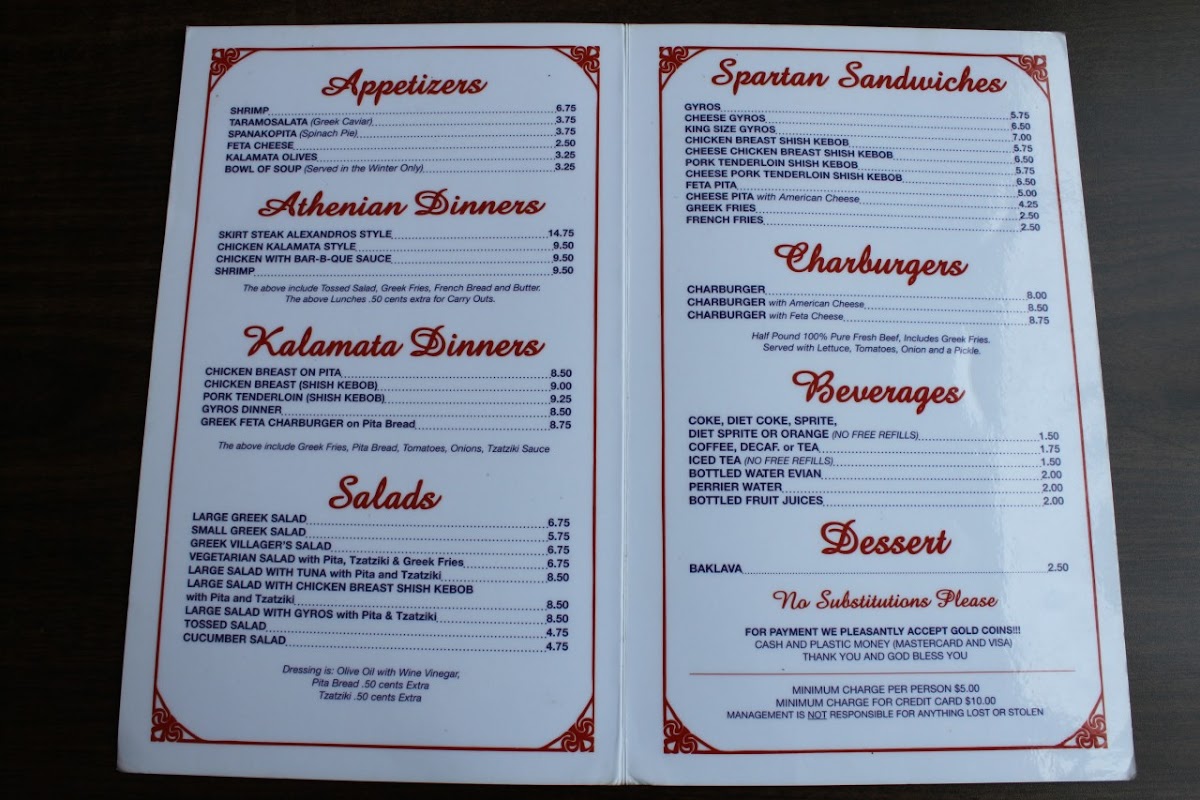 Appetizers
SHRIMP 6.75
TARAMOSALATA (Greek Caviar) 3.75
SPANAKOPITA (Spinach Pie) 3.75
FETA CHEESE 2.50
KALAMATA OLIVES 3.25
BOWL OF SOUP (Served in the Winter Only) 3.25
Athenian Dinners
SKIRT STEAK ALEXANDROS STYLE 14.75
CHICKEN KALAMATA STYLE 9.50
CHICKEN WITH BAR-B-QUE SAUCE 9.50
SHRIMP 9.50
The above include Tossed Salad, Greek Fries, French Bread and Butter.
The above Lunches .50 cents extra for Carry Outs.
Kalamata Dinners
CHICKEN BREAST ON PITA 8.50
CHICKEN BREAST (SHISH KEBOB) 9.00
PORK TENDERLOIN (SHISH KEBOB) 9.25
GYROS DINNER 8.50
GREEK FETA CHARBURGER on Pita Bread 8.75
The above include Greek Fries, Pita Bread, Tomatoes, Onions, Tzatziki Sauce
Salads
LARGE GREEK SALAD 6.75
SMALL GREEK SALAD 5.75
GREEK VILLAGER'S SALAD 6.75
VEGETARIAN SALAD with Pita, Tzatziki & Greek Fries 6.75
LARGE SALAD WITH TUNA with Pita and Tzatziki 8.50
LARGE SALAD WITH CHICKEN BREAST SHISH KEBOB
with Pita and Tzatziki 8.50
LARGE SALAD WITH GYROS with Pita & Tzatziki 8.50
TOSSED SALAD 4.75
CUCUMBER SALAD 4.75
Dressing is: Olive Oil with Wine Vinegar,
Pita Bread .50 cents Extra
Tzatziki .50 cents Extra
Spartan Sandwiches
GYROS 5.75
CHEESE GYROS 6.50
KING SIZE GYROS 7.00
CHICKEN BREAST SHISH KEBOB 5.75
CHEESE CHICKEN BREAST SHISH KEBOB 6.50
PORK TENDERLOIN SHISH KEBOB 5.75
CHEESE PORK TENDERLOIN SHISH KEBOB 6.50
FETA PITA 5.00
CHEESE PITA with American Cheese 4.25
GREEK FRIES 2.50
FRENCH FRIES 2.50
Charburgers
CHARBURGER 8.00
CHARBURGER with American Cheese 8.50
CHARBURGER with Feta Cheese 8.75
Half Pound 100% Pure Fresh Beef, Includes Greek Fries.
Served with Lettuce, Tomatoes, Onion and a Pickle.
Beverages
COKE, DIET COKE, SPRITE,
DIET SPRITE OR ORANGE (NO FREE REFILLS) 1.50
COFFEE, DECAF. or TEA 1.75
ICED TEA (NO FREE REFILLS) 1.50
BOTTLED WATER EVIAN 2.00
PERRIER WATER 2.00
BOTTLED FRUIT JUICES 2.00
Dessert
BAKLAVA 2.50
No Substitutions Please
FOR PAYMENT WE PLEASANTLY ACCEPT GOLD COINS!!!
CASH AND PLASTIC MONEY (MASTERCARD AND VISA)
THANK YOU AND GOD BLESS YOU
MINIMUM CHARGE PER PERSON $5.00
MINIMUM CHARGE FOR CREDIT CARD $10.00
MANAGEMENT IS NOT RESPONSIBLE FOR ANYTHING LOST OR STOLEN